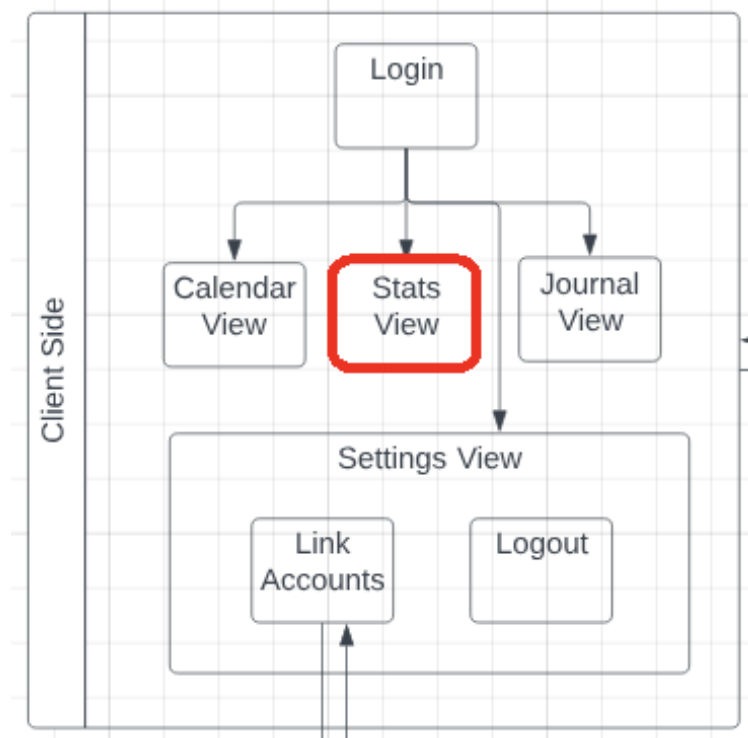 Login
Calendar
View
Stats
View
Journal
View
Client Side
Settings View
Link
Accounts
Logout